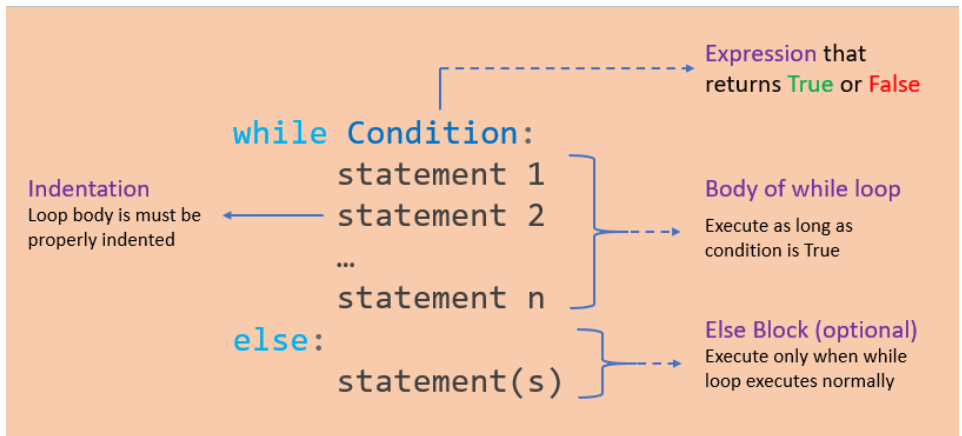 Expression that
returns True or False
while Condition:
statement 1
statement 2
…
statement n
else:
statement(s)
Indentation
Loop body is must be
properly indented
Body of while loop
Execute as long as
condition is True
Else Block (optional)
Execute only when while
loop executes normally